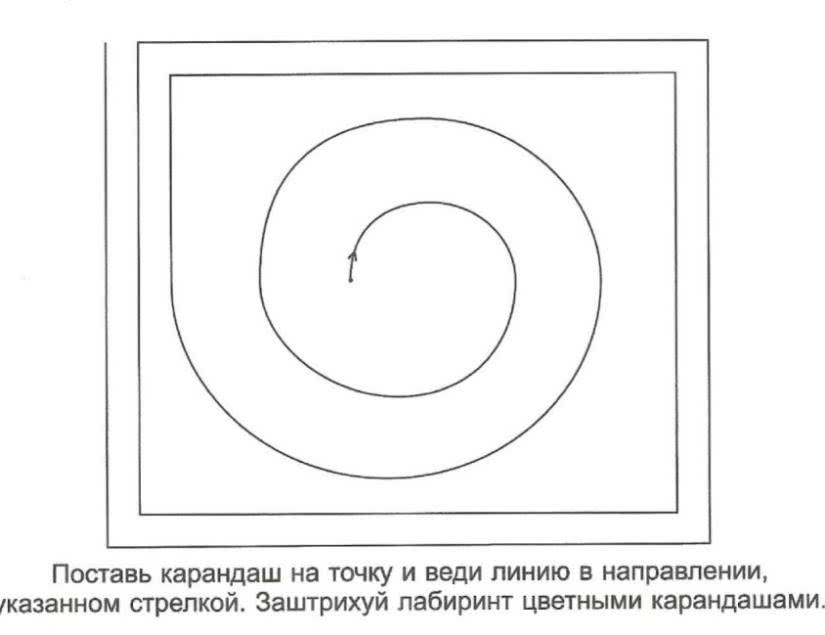 Поставь карандаш на точку и веди линию в направлении,
указанном стрелкой. Заштрихуй лабиринт цветными карандашами.